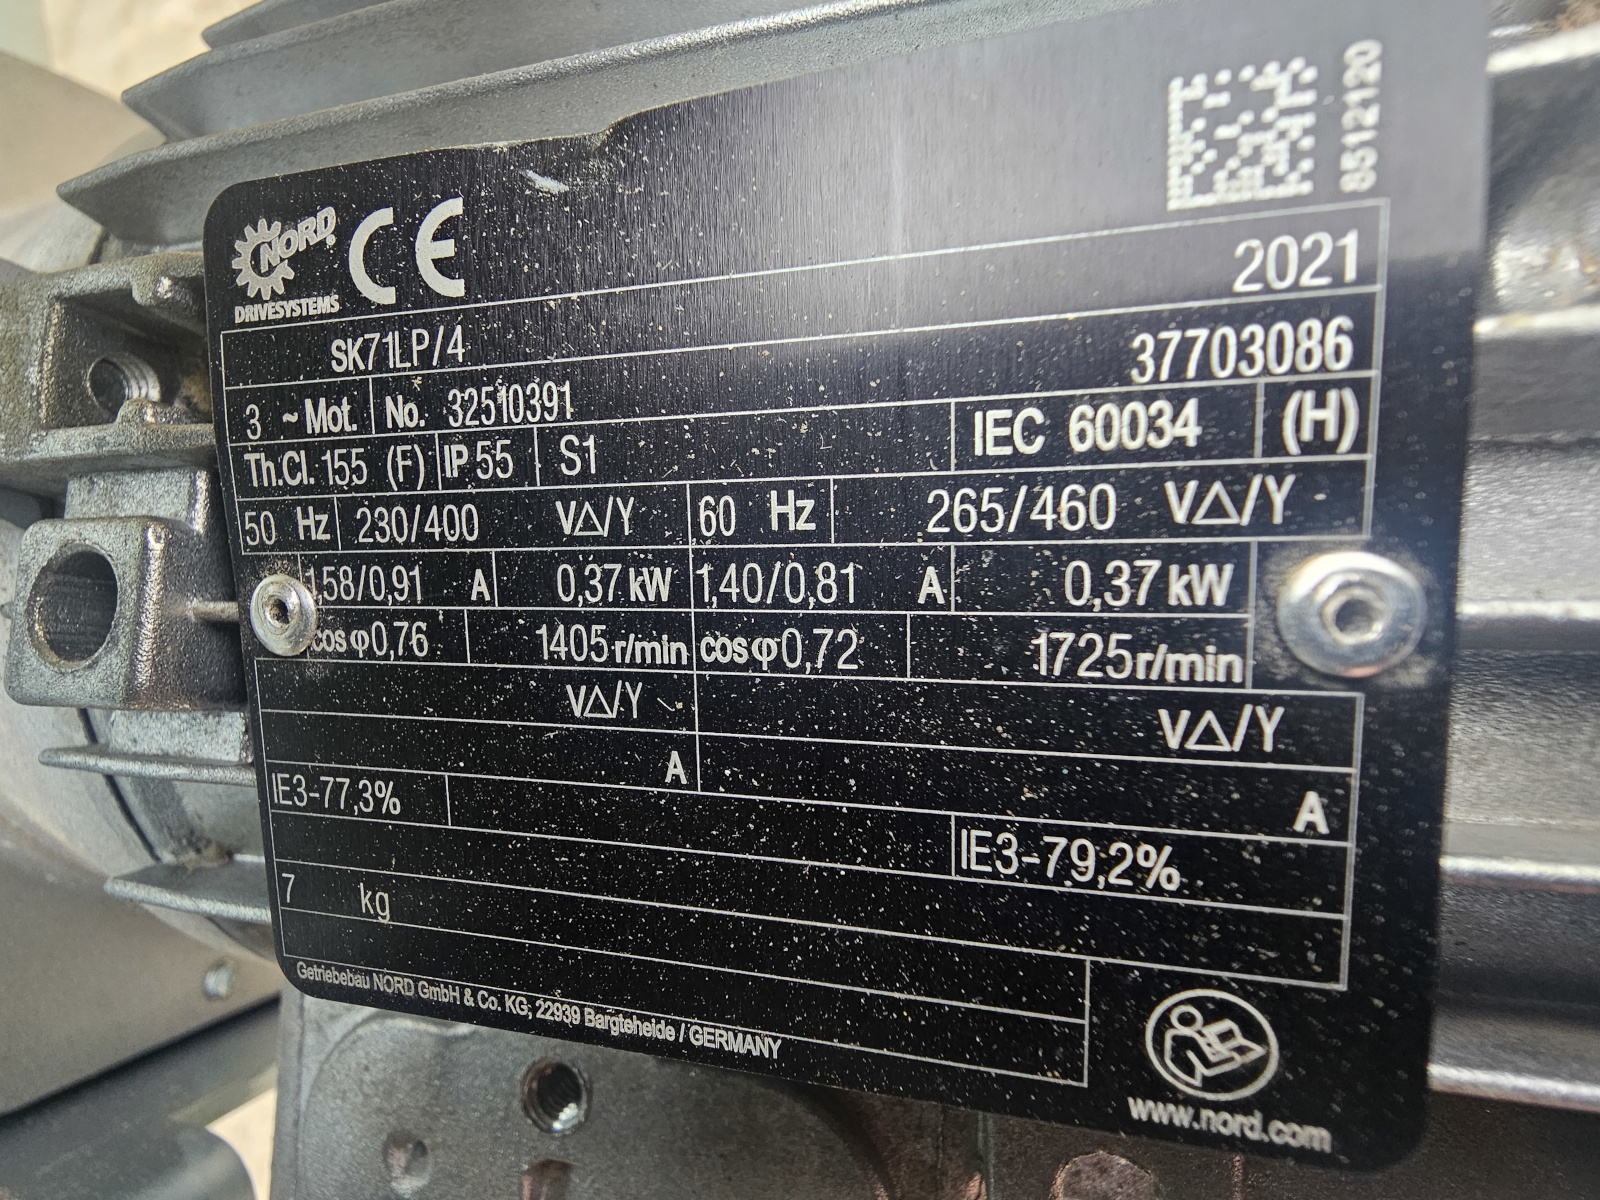 8512120
NORD®
DRIVESYSTEMS
CE
2021
SK71LP/4
37703086
3 ~Mot. No. 32510391
Th.Cl. 155 (F) IP 55 S1 IEC 60034 (H)
50 Hz 230/400 V△/Y 60 Hz 265/460 V△/Y
1,58/0,91 A 0,37 kW 1,40/0,81 A 0,37 kW
cos φ 0,76 1405 r/min cos φ 0,72 1725 r/min
V△/Y V△/Y
A A
IE3-77,3% IE3-79,2%
7 kg
Getriebebau NORD GmbH & Co. KG, 22939 Bargteheide / GERMANY
www.nord.com